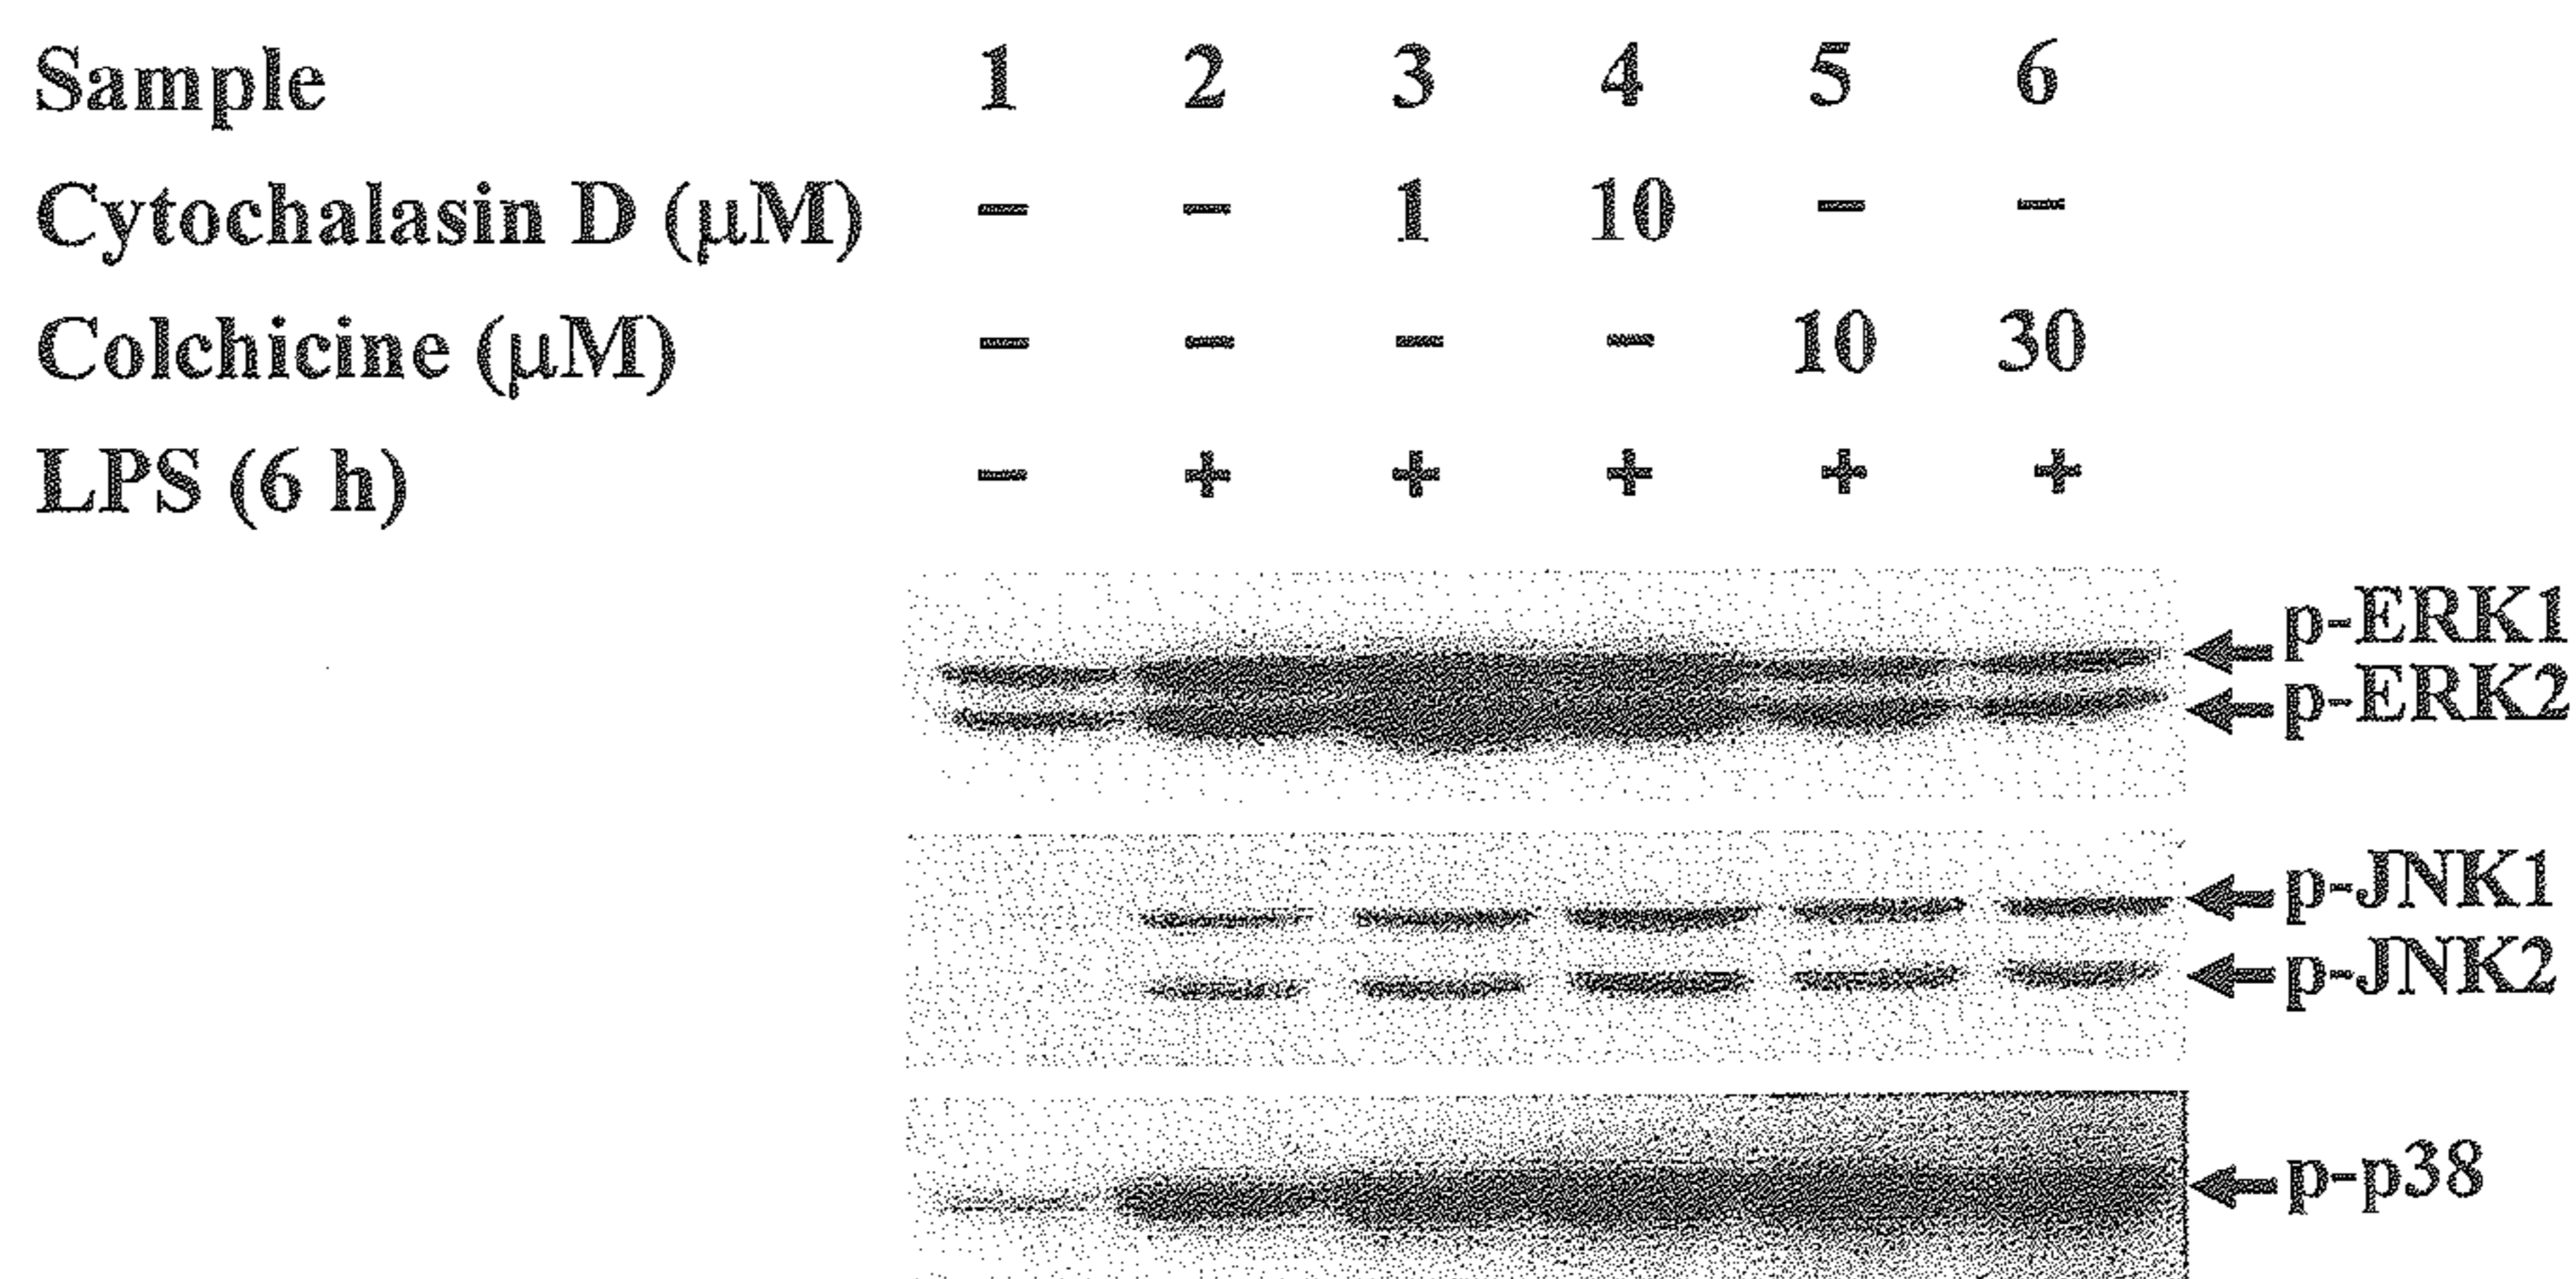 Sample 1 2 3 4 5 6
Cytochalasin D (μM) – – 1 10 – –
Colchicine (μM) – – – – 10 30
LPS (6 h) – + + + + +
p-ERK1
p-ERK2
p-JNK1
p-JNK2
p-p38